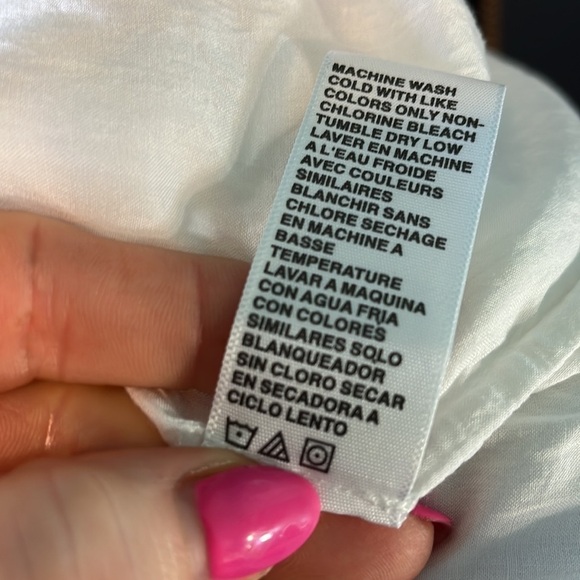 MACHINE WASH
COLD WITH LIKE
COLORS ONLY NON-
CHLORINE BLEACH
TUMBLE DRY LOW
LAVER EN MACHINE
A L'EAU FROIDE
AVEC COULEURS
SIMILAIRES
BLANCHIR SANS
CHLORE SECHAGE
EN MACHINE A
BASSE
TEMPERATURE
LAVAR A MAQUINA
CON AGUA FRIA
CON COLORES
SIMILARES SOLO
BLANQUEADOR
SIN CLORO SECAR
EN SECADORA A
CICLO LENTO